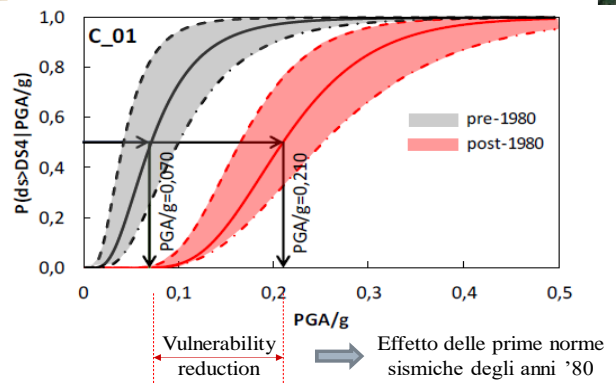 C_01
P(ds>DS4|PGA/g)
1,0
0,8
0,6
0,4
0,2
0,0
pre-1980
post-1980
PGA/g=0,070
PGA/g=0,210
0
0,1
0,2
0,3
0,4
0,5
PGA/g
Vulnerability
reduction
Effetto delle prime norme
sismiche degli anni ’80